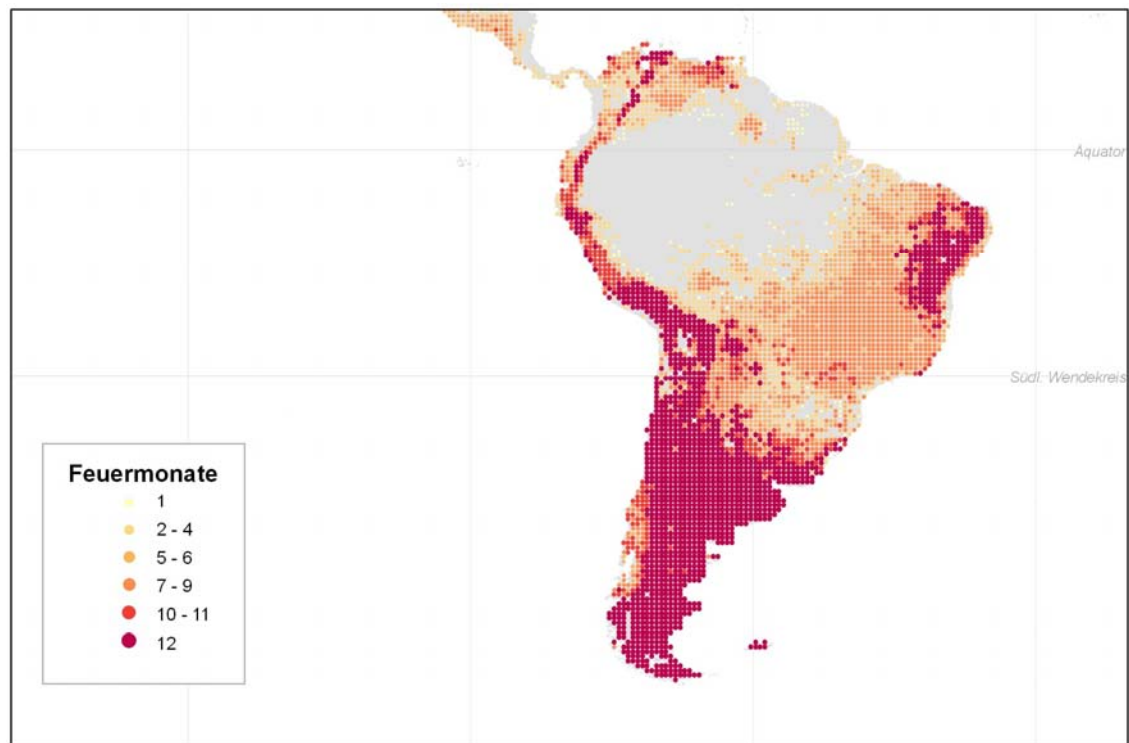 Äquator
Südl. Wendekreis
Feuermonate
1
2 - 4
5 - 6
7 - 9
10 - 11
12